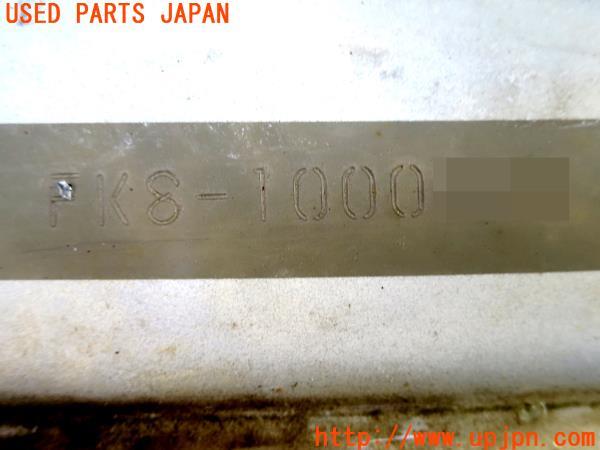 USED PARTS JAPAN
FK8-1000
http://www.upjpn.com